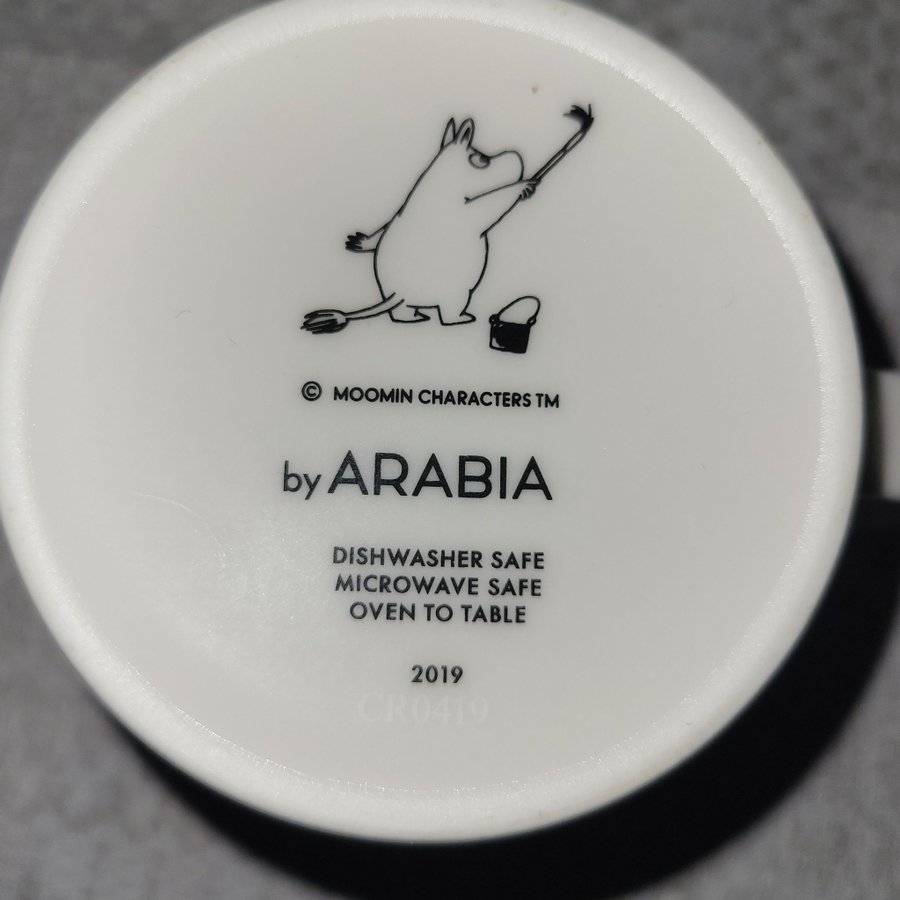 © MOOMIN CHARACTERS TM
by ARABIA
DISHWASHER SAFE
MICROWAVE SAFE
OVEN TO TABLE
2019
CR0419